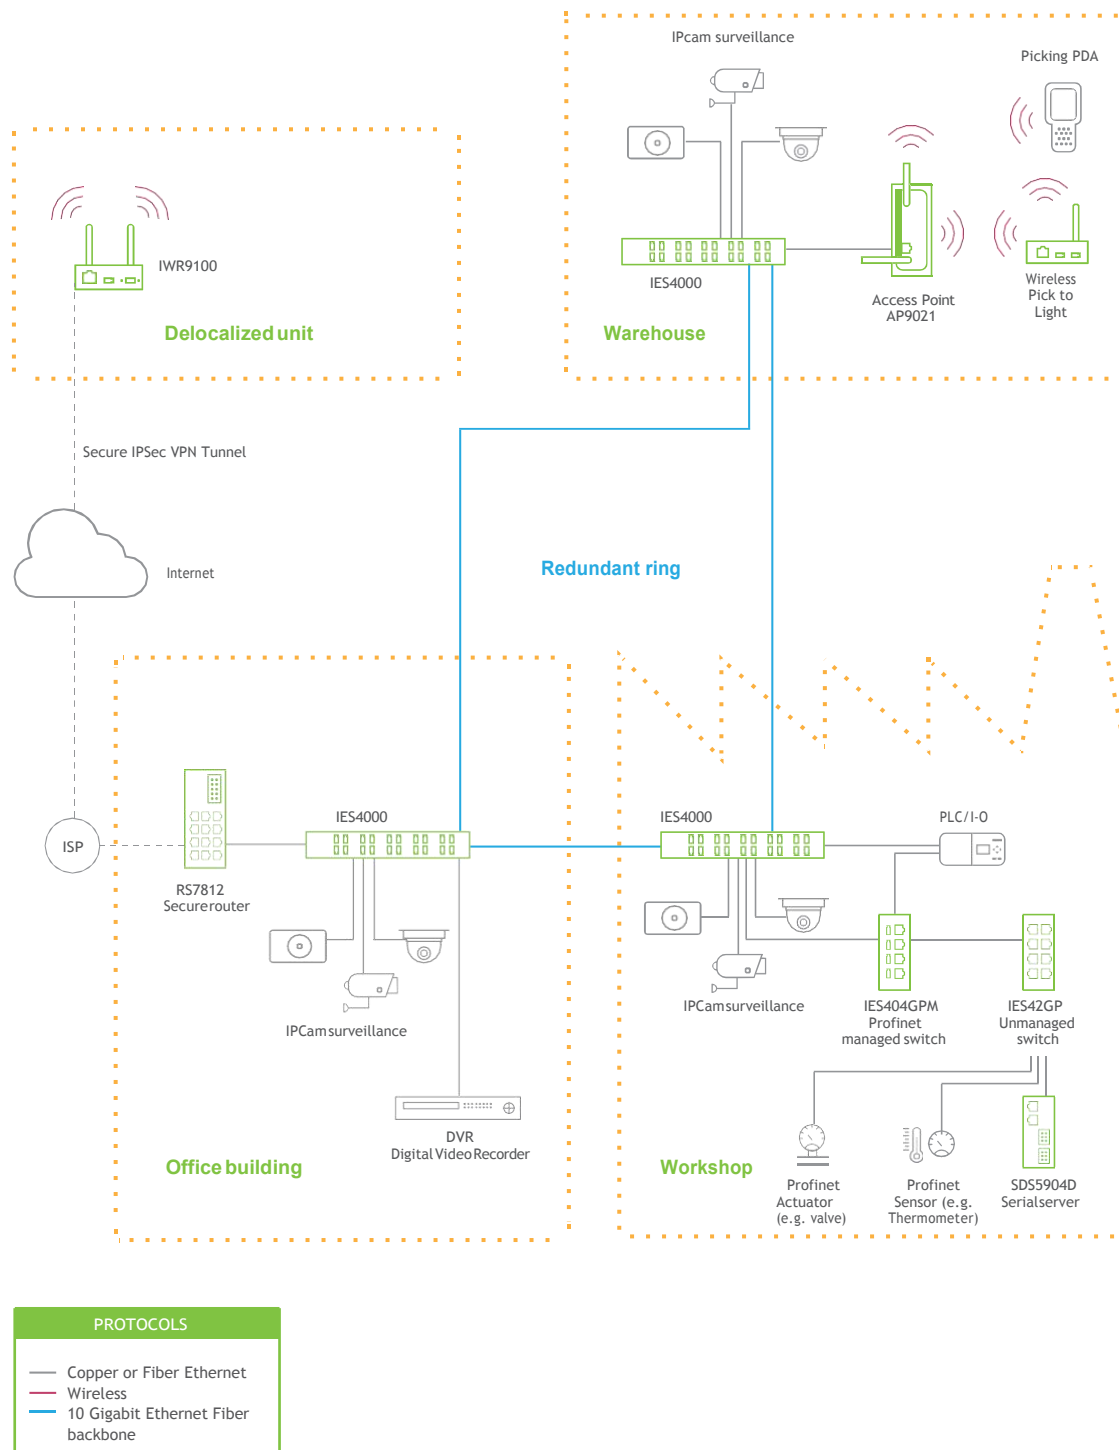 IPcam surveillance
Picking PDA
IWR9100
IES4000
Access Point
AP9021
Wireless
Pick to
Light
Delocalized unit
Warehouse
Secure IPSec VPN Tunnel
Internet
Redundant ring
ISP
RS7812
Securerouter
IES4000
IES4000
PLC/I-O
IPCamsurveillance
IPCamsurveillance
IES404GPM
Profinet
managed switch
IES42GP
Unmanaged
switch
DVR
Digital Video Recorder
Office building
Workshop
Profinet
Actuator
(e.g. valve)
Profinet
Sensor (e.g.
Thermometer)
SDS5904D
Serialserver
PROTOCOLS
Copper or Fiber Ethernet
Wireless
10 Gigabit Ethernet Fiber
backbone